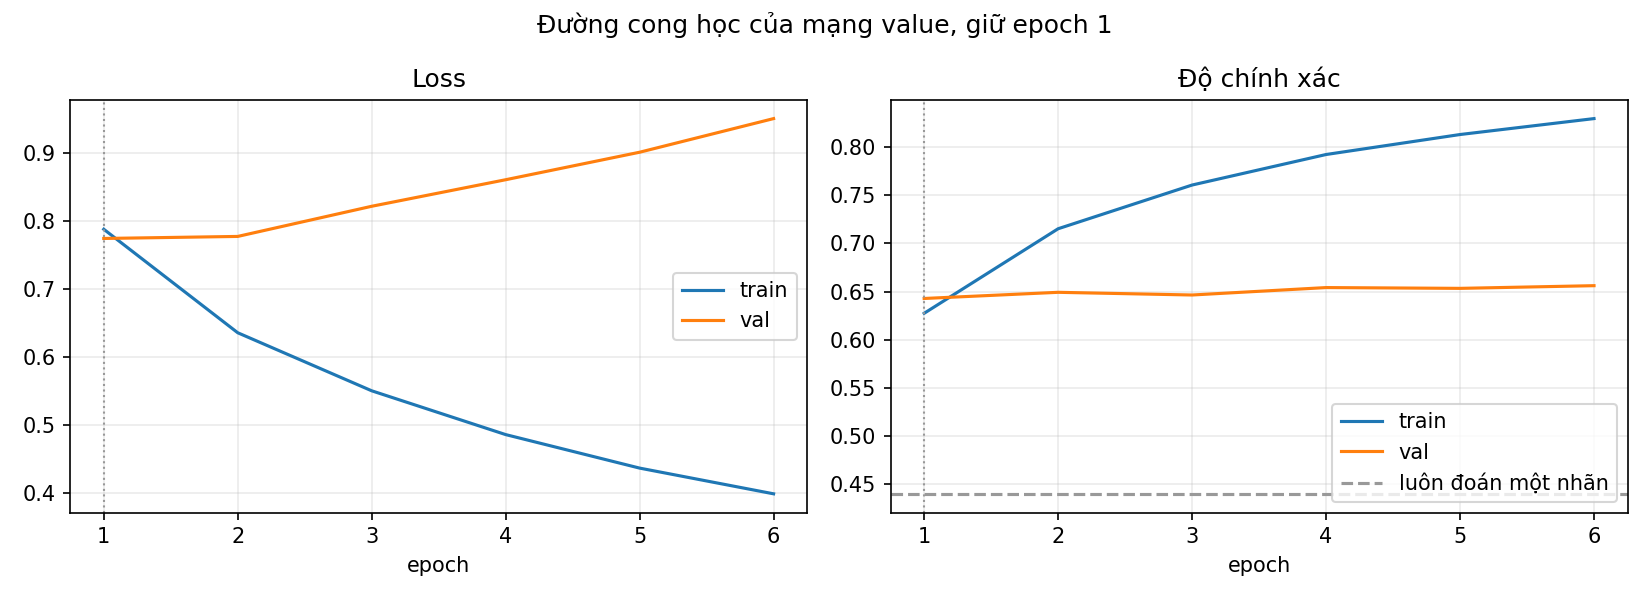 Đường cong học của mạng value, giữ epoch 1
Loss
0.9
0.8
0.7
0.6
0.5
0.4
1 2 3 4 5 6
epoch
train
val
Độ chính xác
0.80
0.75
0.70
0.65
0.60
0.55
0.50
0.45
1 2 3 4 5 6
epoch
train
val
luôn đoán một nhãn